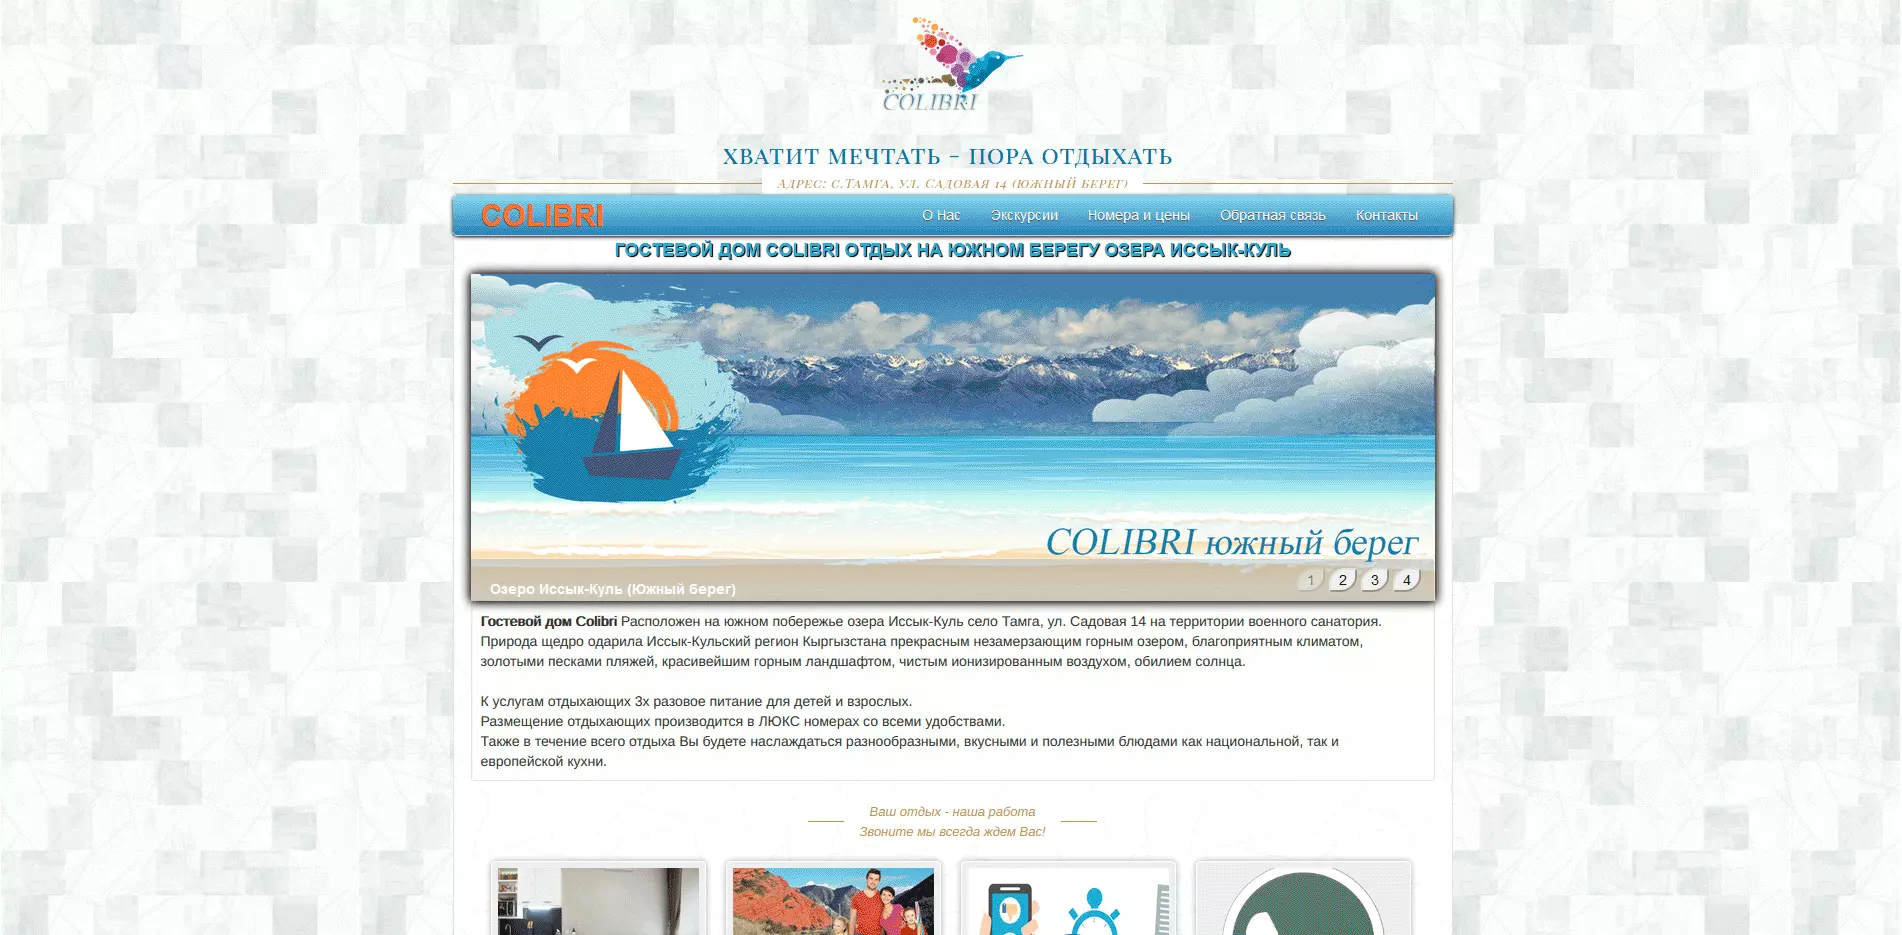 COLIBRI
ХВАТИТ МЕЧТАТЬ - ПОРА ОТДЫХАТЬ
Адрес: с.Тамга, ул. Садовая 14 (южный берег)
COLIBRI
О Нас
Экскурсии
Номера и цены
Обратная связь
Контакты
ГОСТЕВОЙ ДОМ COLIBRI ОТДЫХ НА ЮЖНОМ БЕРЕГУ ОЗЕРА ИССЫК-КУЛЬ
COLIBRI южный берег
Озеро Иссык-Куль (Южный берег)
1 2 3 4
Гостевой дом Colibri Расположен на южном побережье озера Иссык-Куль село Тамга, ул. Садовая 14 на территории военного санатория.
Природа щедро одарила Иссык-Кульский регион Кыргызстана прекрасным незамерзающим горным озером, благоприятным климатом,
золотыми песками пляжей, красивейшим горным ландшафтом, чистым ионизированным воздухом, обилием солнца.
К услугам отдыхающих 3х разовое питание для детей и взрослых.
Размещение отдыхающих производится в ЛЮКС номерах со всеми удобствами.
Также в течение всего отдыха Вы будете наслаждаться разнообразными, вкусными и полезными блюдами как национальной, так и
европейской кухни.
Ваш отдых - наша работа
Звоните мы всегда ждем Вас!